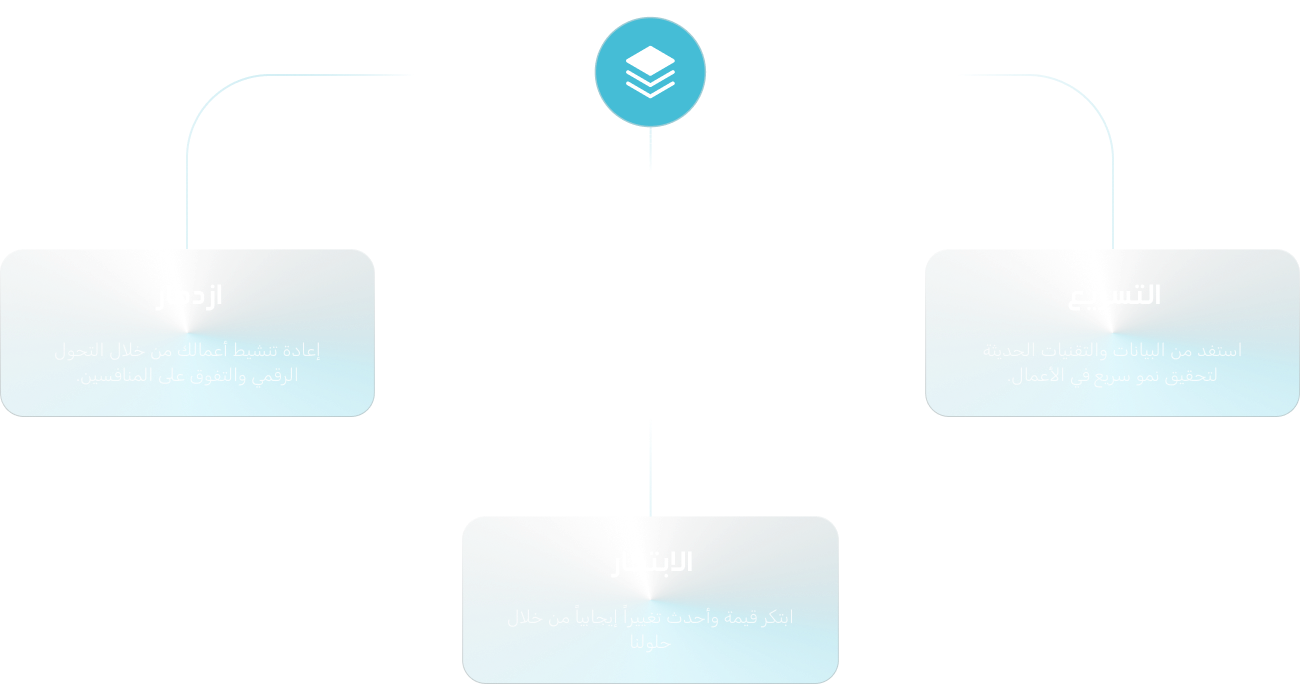 التسريع
استفد من البيانات والتقنيات الحديثة
لتحقيق نمو سريع في الأعمال.
ازدهار
إعادة تنشيط أعمالك من خلال التحول
الرقمي والتفوق على المنافسين.
الابتكار
ابتكر قيمة وأحدث تغييراً إيجابياً من خلال
حلولنا